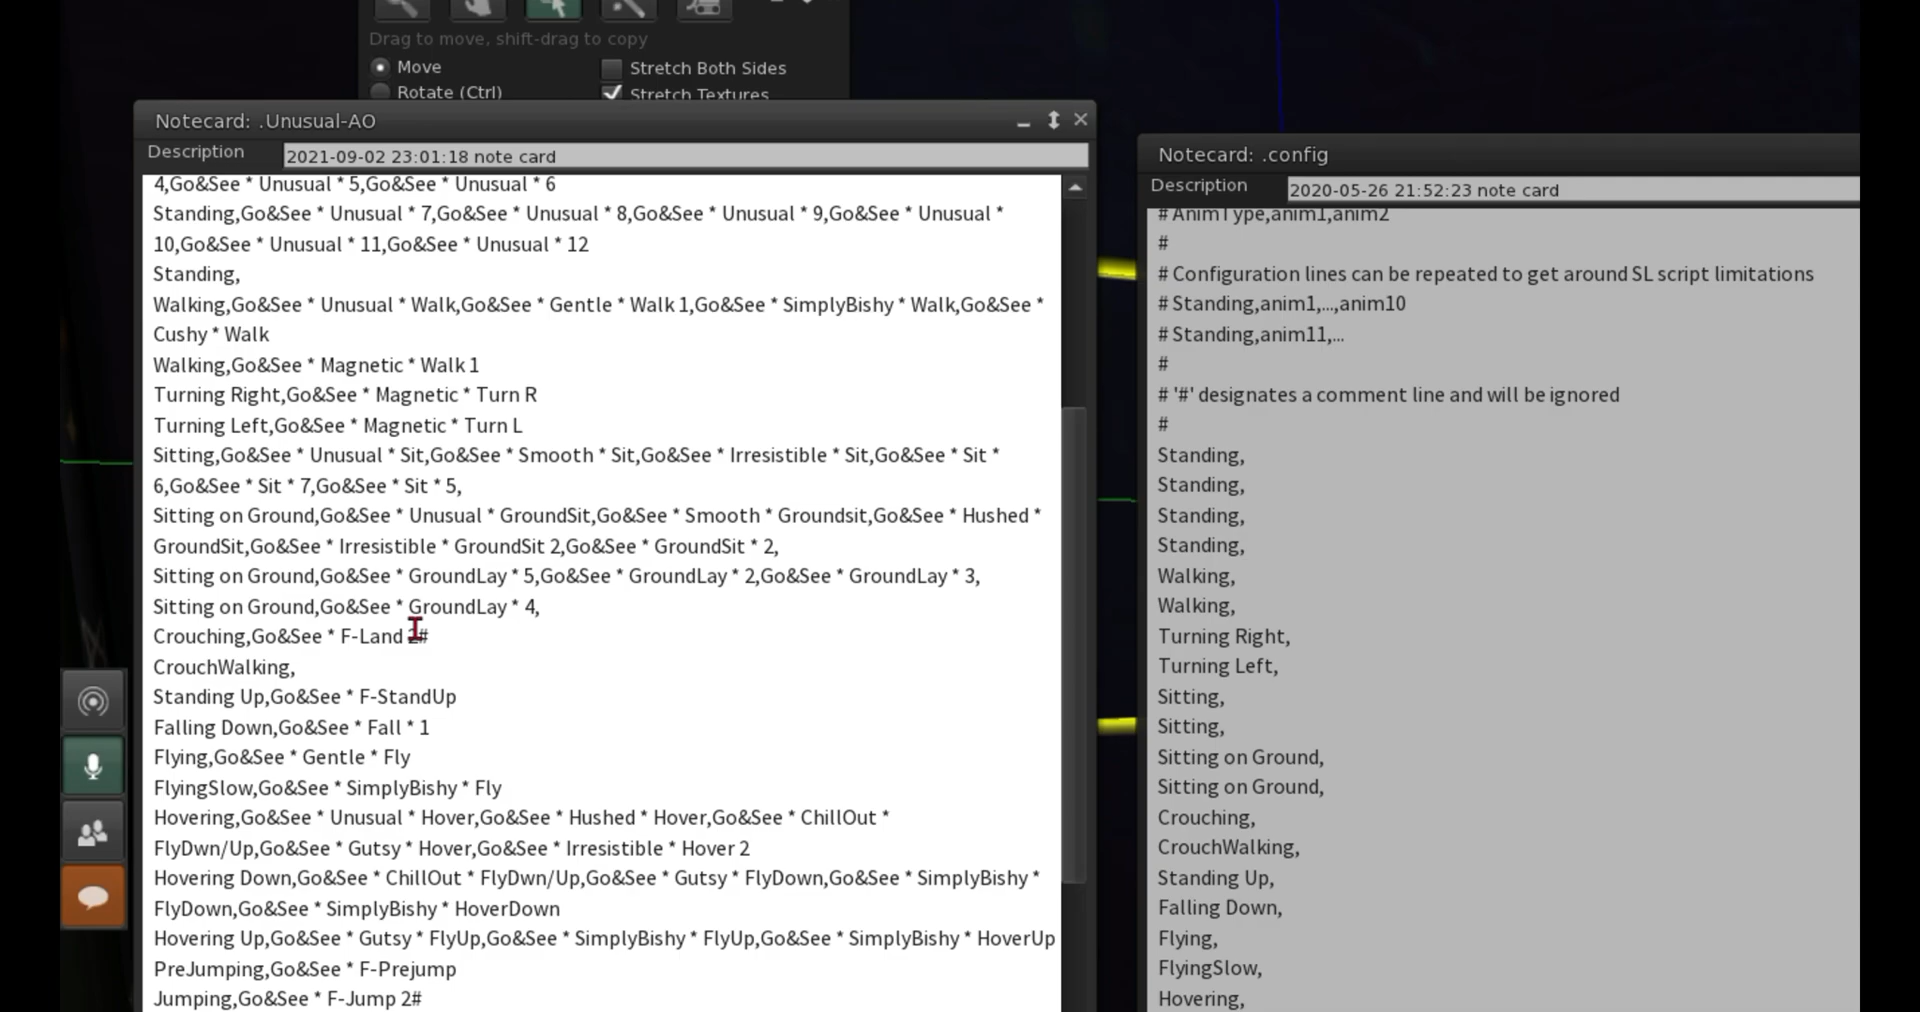 Drag to move, shift-drag to copy
Move
Stretch Both Sides
Rotate (Ctrl)
Stretch Textures
Notecard: .Unusual-AO
Description
2021-09-02 23:01:18 note card
4,Go&See * Unusual * 5,Go&See * Unusual * 6
Standing,Go&See * Unusual * 7,Go&See * Unusual * 8,Go&See * Unusual * 9,Go&See * Unusual *
10,Go&See * Unusual * 11,Go&See * Unusual * 12
Standing,
Walking,Go&See * Unusual * Walk,Go&See * Gentle * Walk 1,Go&See * SimplyBishy * Walk,Go&See *
Cushy * Walk
Walking,Go&See * Magnetic * Walk 1
Turning Right,Go&See * Magnetic * Turn R
Turning Left,Go&See * Magnetic * Turn L
Sitting,Go&See * Unusual * Sit,Go&See * Smooth * Sit,Go&See * Irresistible * Sit,Go&See * Sit *
6,Go&See * Sit * 7,Go&See * Sit * 5,
Sitting on Ground,Go&See * Unusual * GroundSit,Go&See * Smooth * Groundsit,Go&See * Hushed *
GroundSit,Go&See * Irresistible * GroundSit 2,Go&See * GroundSit * 2,
Sitting on Ground,Go&See * GroundLay * 5,Go&See * GroundLay * 2,Go&See * GroundLay * 3,
Sitting on Ground,Go&See * GroundLay * 4,
Crouching,Go&See * F-Land 2#
CrouchWalking,
Standing Up,Go&See * F-StandUp
Falling Down,Go&See * Fall * 1
Flying,Go&See * Gentle * Fly
FlyingSlow,Go&See * SimplyBishy * Fly
Hovering,Go&See * Unusual * Hover,Go&See * Hushed * Hover,Go&See * ChillOut *
FlyDwn/Up,Go&See * Gutsy * Hover,Go&See * Irresistible * Hover 2
Hovering Down,Go&See * ChillOut * FlyDwn/Up,Go&See * Gutsy * FlyDown,Go&See * SimplyBishy *
FlyDown,Go&See * SimplyBishy * HoverDown
Hovering Up,Go&See * Gutsy * FlyUp,Go&See * SimplyBishy * FlyUp,Go&See * SimplyBishy * HoverUp
PreJumping,Go&See * F-Prejump
Jumping,Go&See * F-Jump 2#
Notecard: .config
Description
2020-05-26 21:52:23 note card
# AnimType,anim1,anim2
#
# Configuration lines can be repeated to get around SL script limitations
# Standing,anim1,...,anim10
# Standing,anim11,...
#
# '#' designates a comment line and will be ignored
#
Standing,
Standing,
Standing,
Standing,
Walking,
Walking,
Turning Right,
Turning Left,
Sitting,
Sitting,
Sitting on Ground,
Sitting on Ground,
Crouching,
CrouchWalking,
Standing Up,
Falling Down,
Flying,
FlyingSlow,
Hovering,